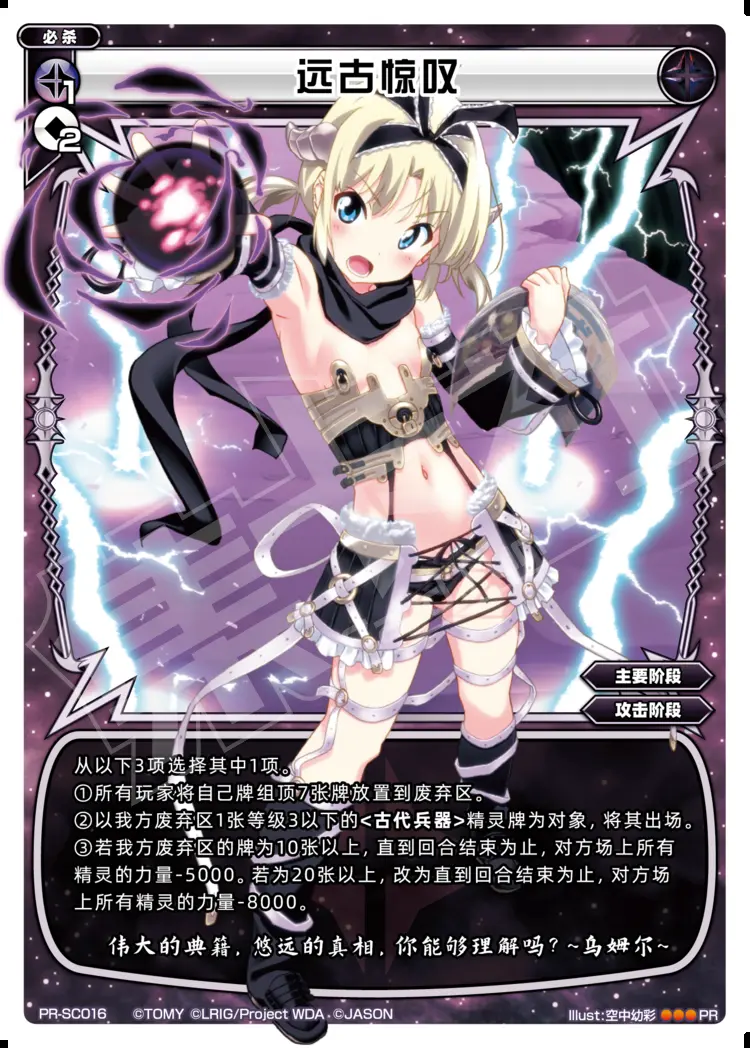 必杀
远古惊叹
1
2
主要阶段
攻击阶段
从以下3项选择其中1项。
①所有玩家将自己牌组顶7张牌放置到废弃区。
②以我方废弃区1张等级3以下的<古代兵器>精灵牌为对象，将其出场。
③若我方废弃区的牌为10张以上，直到回合结束为止，对方场上所有
精灵的力量-5000。若为20张以上，改为直到回合结束为止，对方场
上所有精灵的力量-8000。
伟大的典籍，悠远的真相，你能够理解吗？~乌姆尔~
PR-SC016 ©TOMY ©LRIG/Project WDA ©JASON Illust:空中幼彩 PR